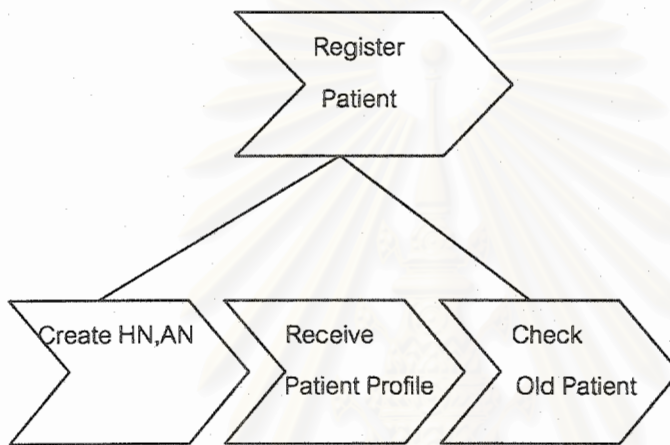 Register
Patient
Create HN,AN
Receive
Patient Profile
Check
Old Patient